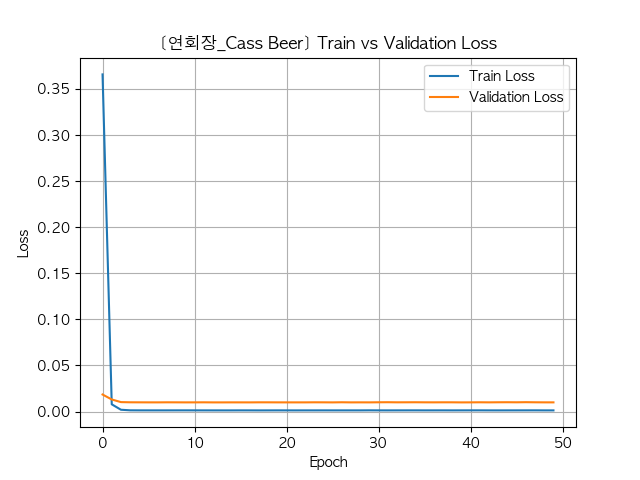 [연회장_Cass Beer] Train vs Validation Loss
Train Loss
Validation Loss
0.35
0.30
0.25
0.20
0.15
0.10
0.05
0.00
Loss
0 10 20 30 40 50
Epoch